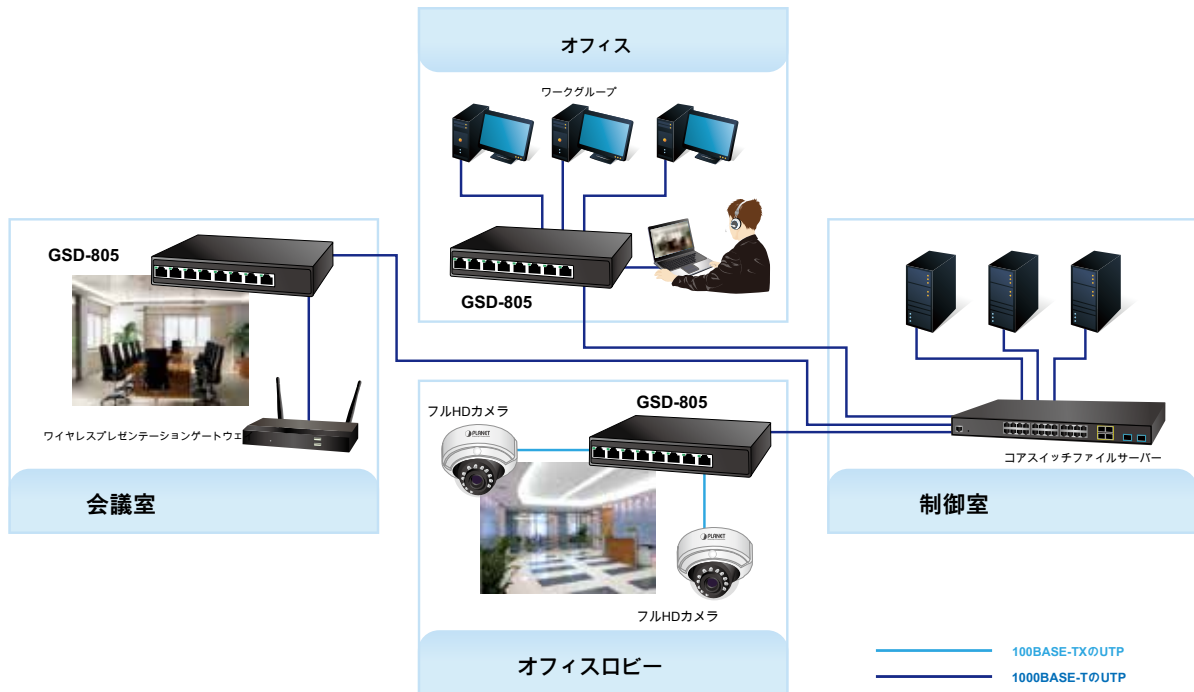 オフィス
ワークグループ
GSD-805
GSD-805
ワイヤレスプレゼンテーションゲートウェ
会議室
フルHDカメラ
GSD-805
PLANET
PLANET
フルHDカメラ
オフィスロビー
コアスイッチファイルサーバー
制御室
100BASE-TXのUTP
1000BASE-TのUTP